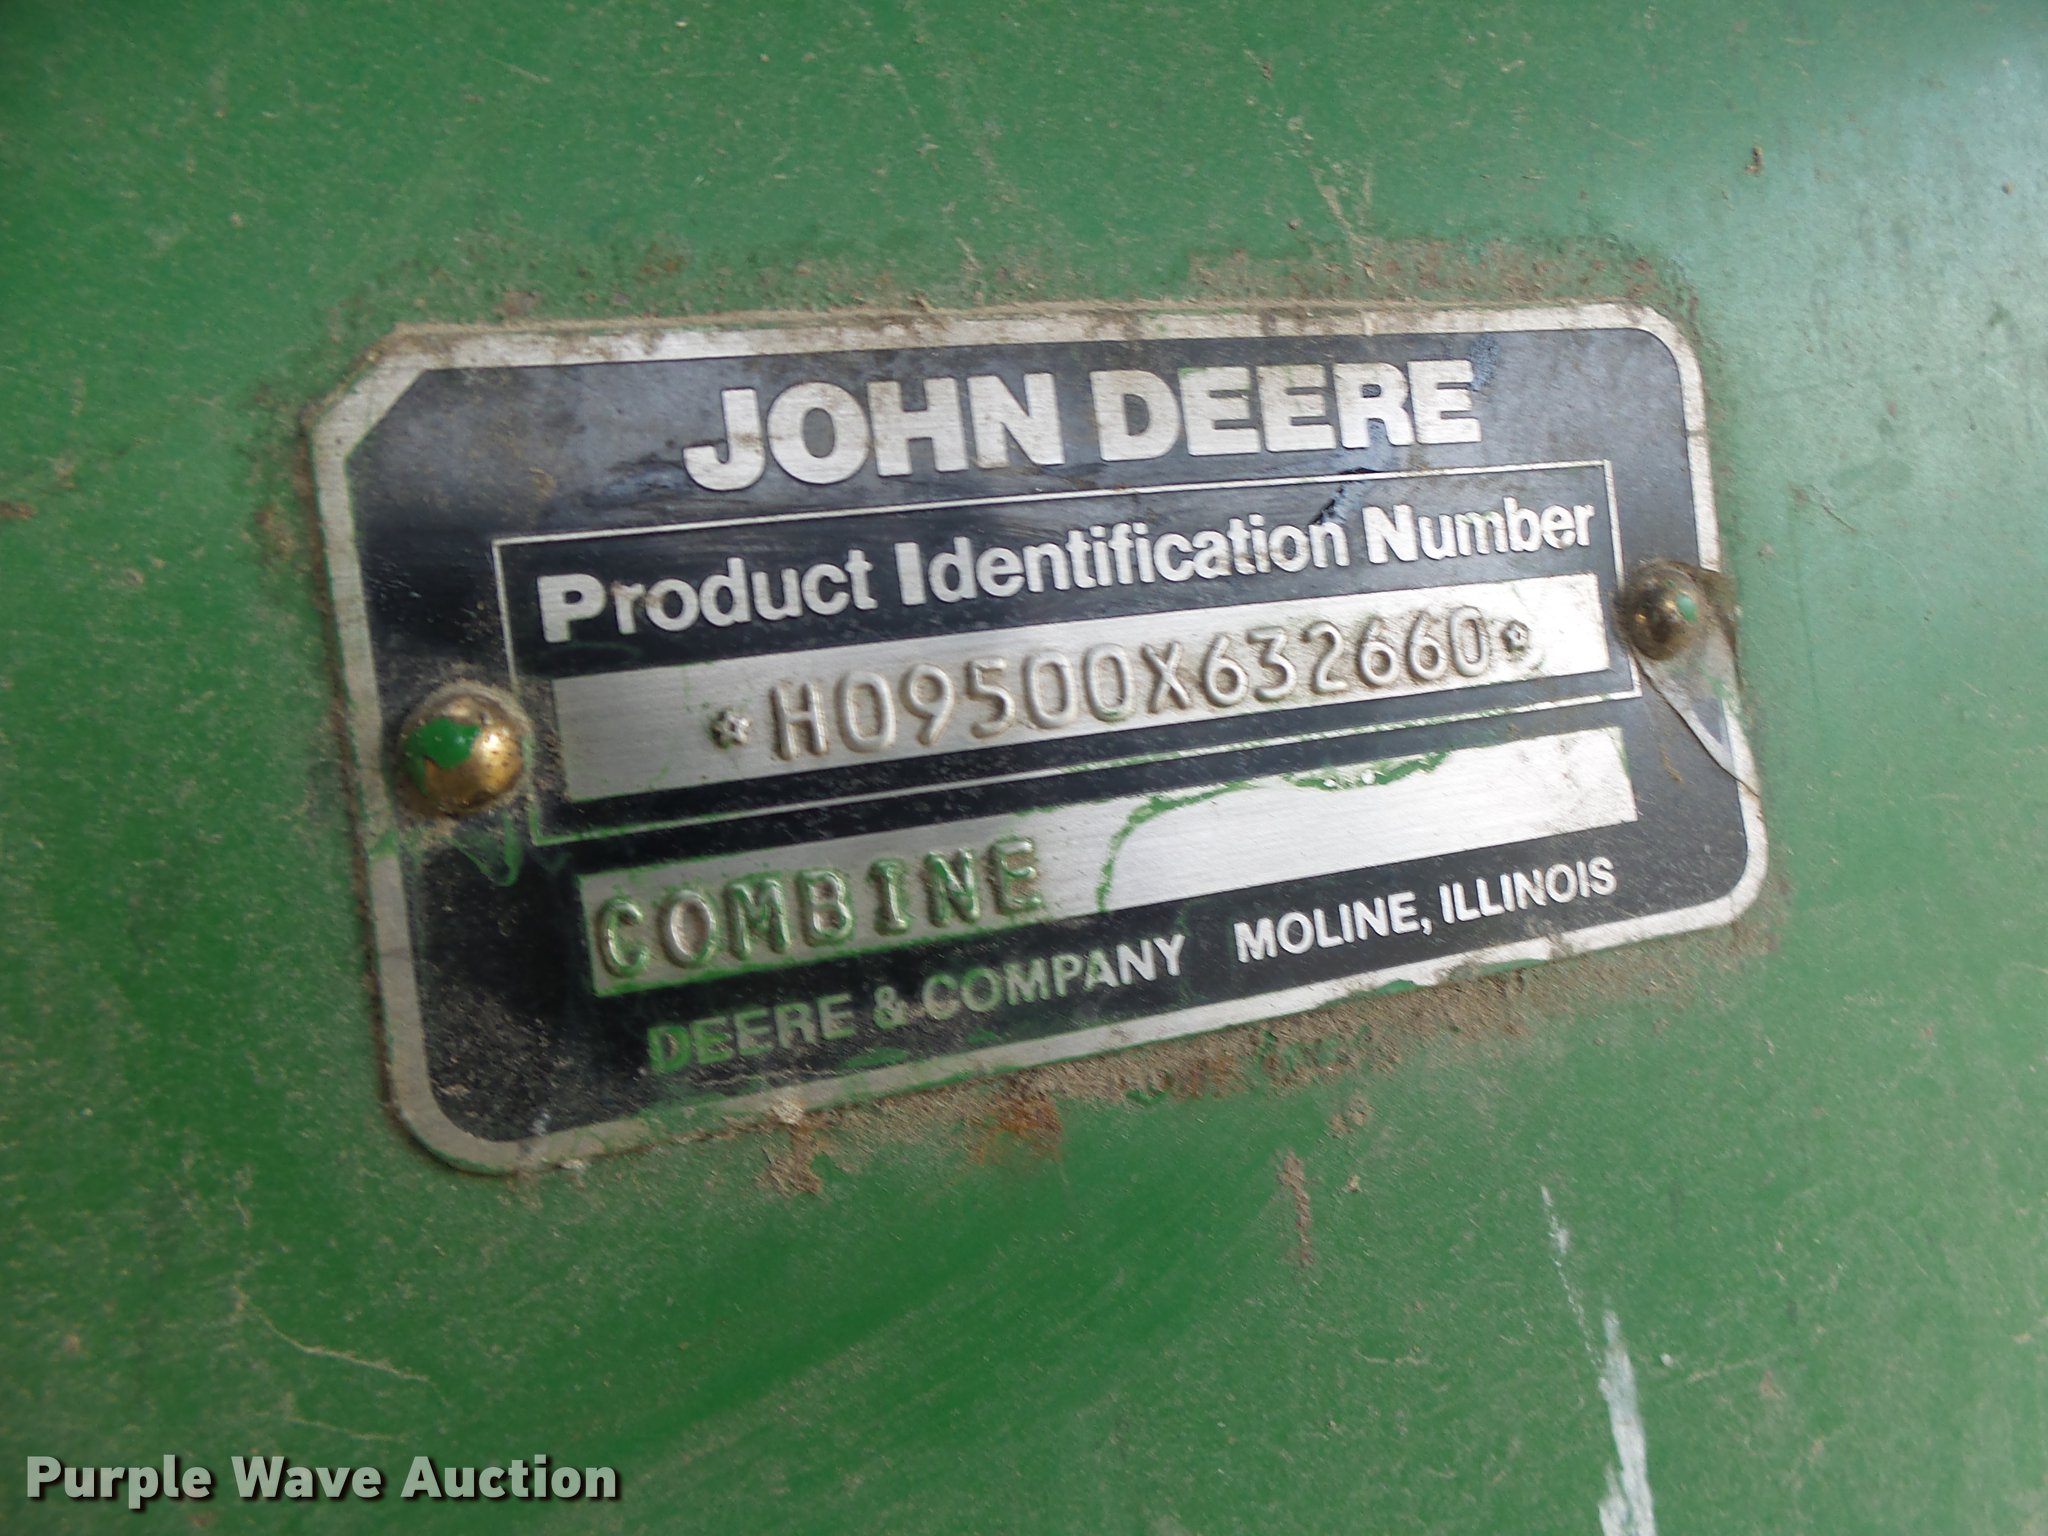 JOHN DEERE
Product Identification Number
*H09500X632660*
COMBINE
DEERE & COMPANY MOLINE, ILLINOIS
Purple Wave Auction